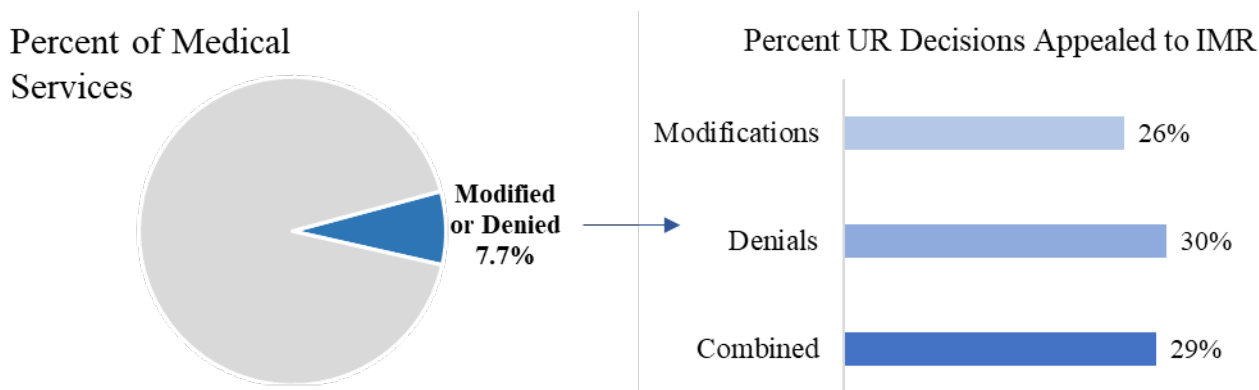 Percent of Medical
Services
Modified
or Denied
7.7%
Percent UR Decisions Appealed to IMR
Modifications
26%
Denials
30%
Combined
29%